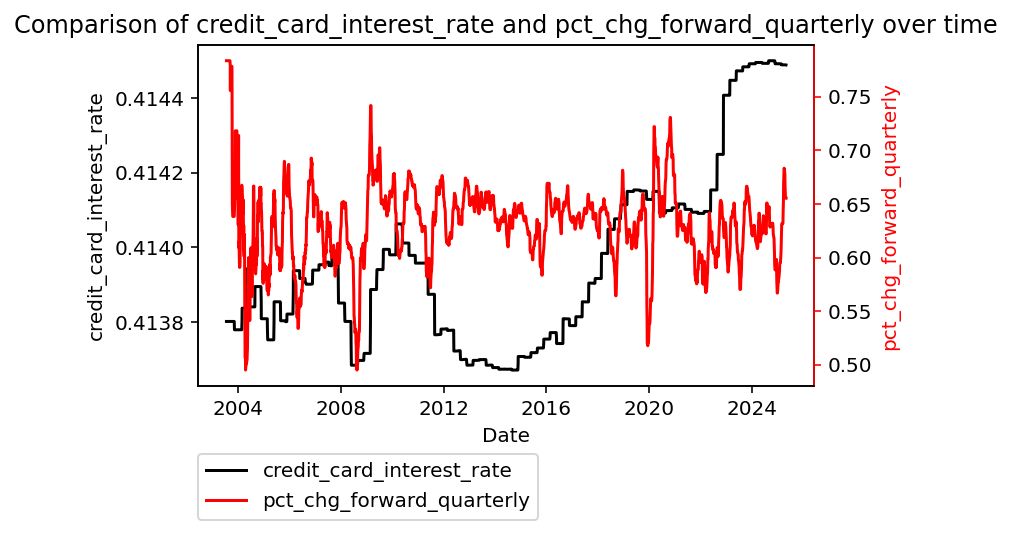 Comparison of credit_card_interest_rate and pct_chg_forward_quarterly over time
credit_card_interest_rate
0.4144
0.4142
0.4140
0.4138
0.75
0.70
0.65
0.60
0.55
0.50
pct_chg_forward_quarterly
2004 2008 2012 2016 2020 2024
Date
credit_card_interest_rate
pct_chg_forward_quarterly